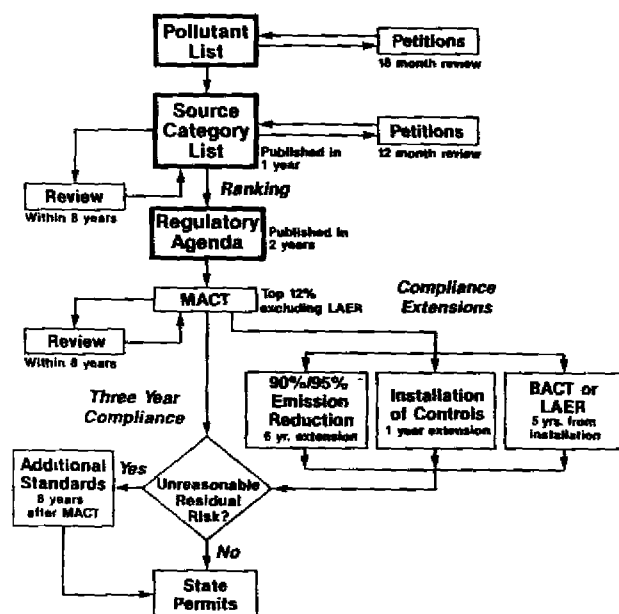 Pollutant
List
Petitions
18 month review
Source
Category
List
Published in
1 year
Petitions
12 month review
Ranking
Review
Within 8 years
Regulatory
Agenda
Published in
2 years
MACT
Top 12%
excluding LAER
Compliance
Extensions
Review
Within 8 years
Three Year
Compliance
90%/95%
Emission
Reduction
6 yr. extension
Installation
of Controls
1 year extension
BACT or
LAER
5 yrs. from
installation
Additional
Standards
8 years
after MACT
Yes
Unreasonable
Residual
Risk?
No
State
Permits